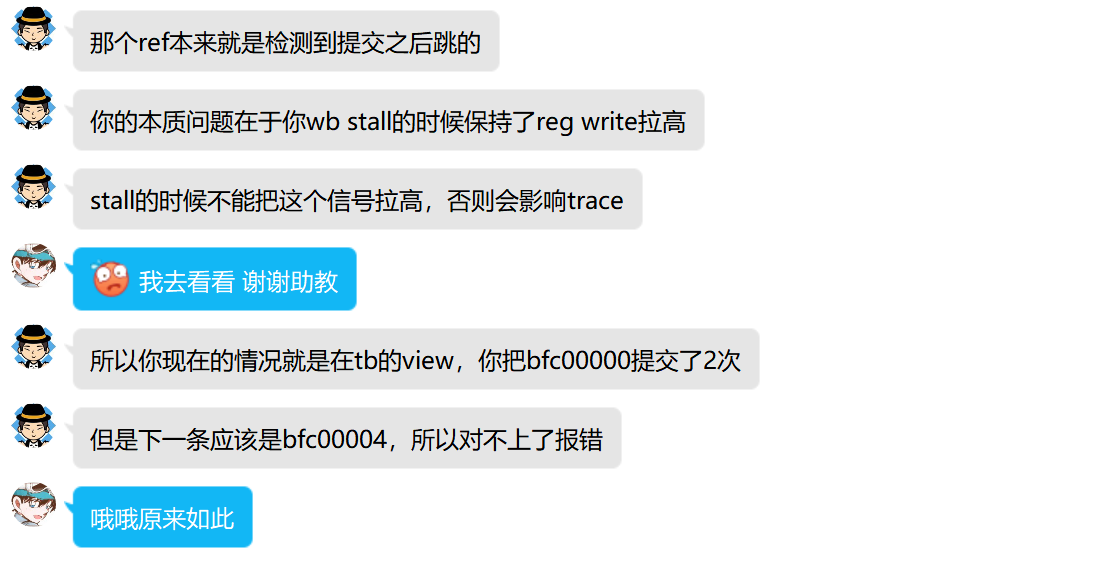 那个ref本来就是检测到提交之后跳的
你的本质问题在于你wb stall的时候保持了reg write拉高
stall的时候不能把这个信号拉高，否则会影响trace
我去看看 谢谢助教
所以你现在的情况就是在tb的view，你把bfc00000提交了2次
但是下一条应该是bfc00004，所以对不上了报错
哦哦原来如此